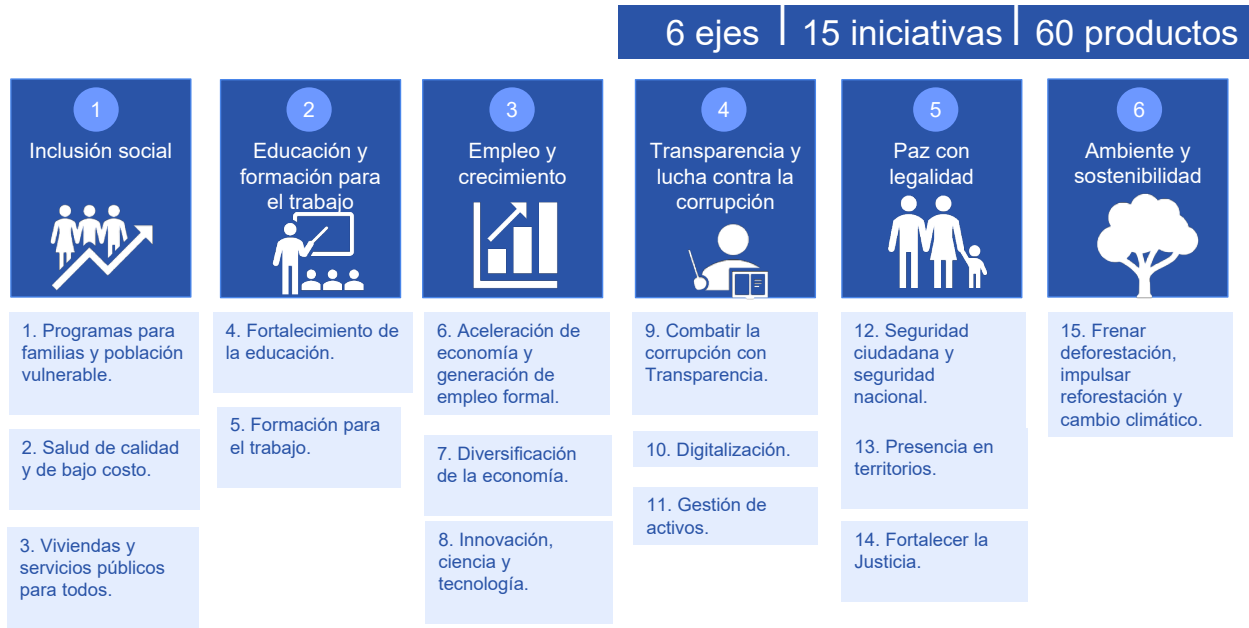 6 ejes | 15 iniciativas | 60 productos
1
Inclusión social
2
Educación y
formación para
el trabajo
3
Empleo y
crecimiento
4
Transparencia y
lucha contra la
corrupción
5
Paz con
legalidad
6
Ambiente y
sostenibilidad
1. Programas para
familias y población
vulnerable.
2. Salud de calidad
y de bajo costo.
3. Viviendas y
servicios públicos
para todos.
4. Fortalecimiento de
la educación.
5. Formación para
el trabajo.
6. Aceleración de
economía y
generación de
empleo formal.
7. Diversificación
de la economía.
8. Innovación,
ciencia y
tecnología.
9. Combatir la
corrupción con
Transparencia.
10. Digitalización.
11. Gestión de
activos.
12. Seguridad
ciudadana y
seguridad
nacional.
13. Presencia en
territorios.
14. Fortalecer la
Justicia.
15. Frenar
deforestación,
impulsar
reforestación y
cambio climático.